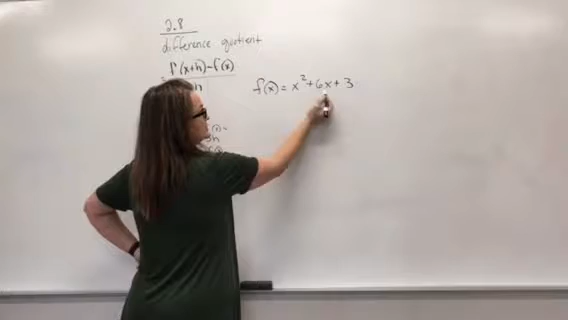 2.8
difference quotient
f(x+h)-f(x)
h
f(x) = x² + 6x + 3